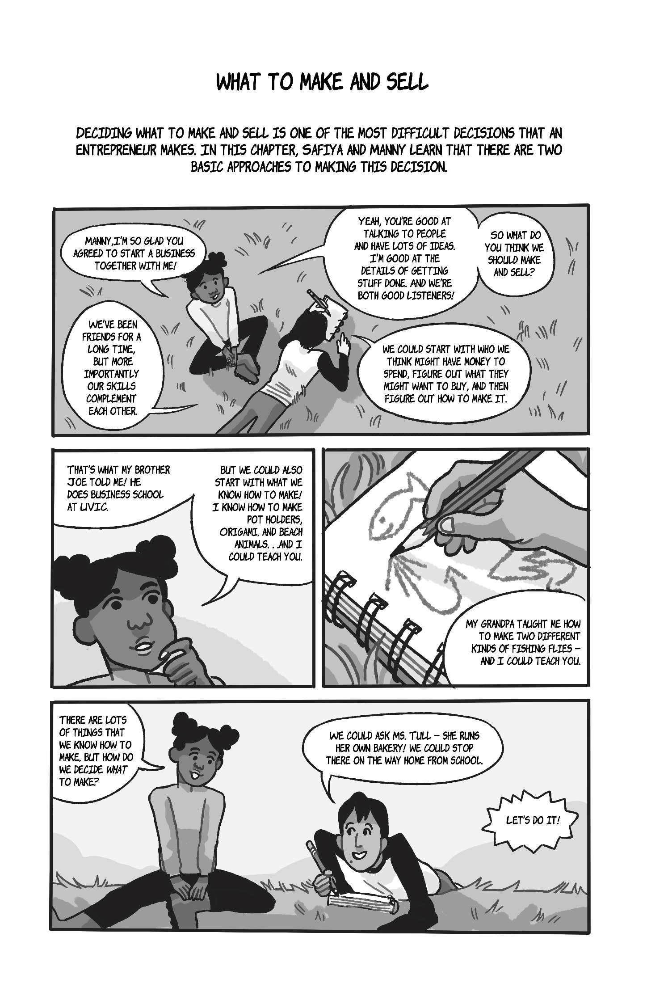 WHAT TO MAKE AND SELL
DECIDING WHAT TO MAKE AND SELL IS ONE OF THE MOST DIFFICULT DECISIONS THAT AN
ENTREPRENEUR MAKES. IN THIS CHAPTER, SAFIYA AND MANNY LEARN THAT THERE ARE TWO
BASIC APPROACHES TO MAKING THIS DECISION.
MANNY,I'M SO GLAD YOU
AGREED TO START A BUSINESS
TOGETHER WITH ME!
WE'VE BEEN
FRIENDS FOR A
LONG TIME,
BUT MORE
IMPORTANTLY
OUR SKILLS
COMPLEMENT
EACH OTHER.
YEAH, YOU'RE GOOD AT
TALKING TO PEOPLE
AND HAVE LOTS OF IDEAS.
I'M GOOD AT THE
DETAILS OF GETTING
STUFF DONE. AND WE'RE
BOTH GOOD LISTENERS!
SO WHAT DO
YOU THINK WE
SHOULD MAKE
AND SELL?
WE COULD START WITH WHO WE
THINK MIGHT HAVE MONEY TO
SPEND, FIGURE OUT WHAT THEY
MIGHT WANT TO BUY, AND THEN
FIGURE OUT HOW TO MAKE IT.
THAT'S WHAT MY BROTHER
JOE TOLD ME! HE
DOES BUSINESS SCHOOL
AT UVIC.
BUT WE COULD ALSO
START WITH WHAT WE
KNOW HOW TO MAKE!
I KNOW HOW TO MAKE
POT HOLDERS,
ORIGAMI, AND BEACH
ANIMALS. . .AND I
COULD TEACH YOU.
MY GRANDPA TAUGHT ME HOW
TO MAKE TWO DIFFERENT
KINDS OF FISHING FLIES –
AND I COULD TEACH YOU.
THERE ARE LOTS
OF THINGS THAT
WE KNOW HOW TO
MAKE, BUT HOW DO
WE DECIDE WHAT
TO MAKE?
WE COULD ASK MS. TULL – SHE RUNS
HER OWN BAKERY! WE COULD STOP
THERE ON THE WAY HOME FROM SCHOOL.
LET'S DO IT!